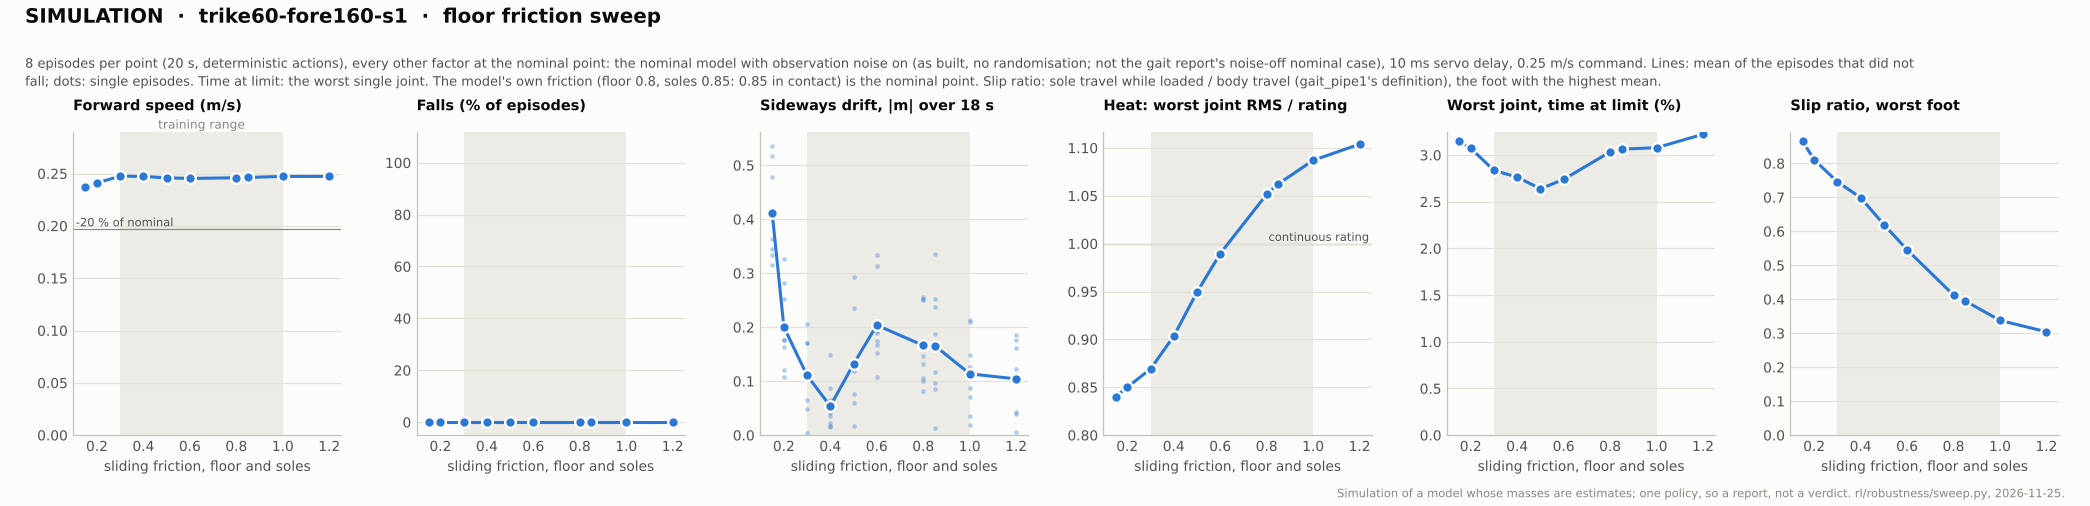 SIMULATION · trike60-fore160-s1 · floor friction sweep
8 episodes per point (20 s, deterministic actions), every other factor at the nominal point: the nominal model with observation noise on (as built, no randomisation; not the gait report's noise-off nominal case), 10 ms servo delay, 0.25 m/s command. Lines: mean of the episodes that did not
fall; dots: single episodes. Time at limit: the worst single joint. The model's own friction (floor 0.8, soles 0.85: 0.85 in contact) is the nominal point. Slip ratio: sole travel while loaded / body travel (gait_pipe1's definition), the foot with the highest mean.
Forward speed (m/s)
training range
0.25
0.20
0.15
0.10
0.05
0.00
-20 % of nominal
0.2 0.4 0.6 0.8 1.0 1.2
sliding friction, floor and soles
Falls (% of episodes)
100
80
60
40
20
0
0.2 0.4 0.6 0.8 1.0 1.2
sliding friction, floor and soles
Sideways drift, |m| over 18 s
0.5
0.4
0.3
0.2
0.1
0.0
0.2 0.4 0.6 0.8 1.0 1.2
sliding friction, floor and soles
Heat: worst joint RMS / rating
1.10
1.05
1.00
0.95
0.90
0.85
0.80
continuous rating
0.2 0.4 0.6 0.8 1.0 1.2
sliding friction, floor and soles
Worst joint, time at limit (%)
3.0
2.5
2.0
1.5
1.0
0.5
0.0
0.2 0.4 0.6 0.8 1.0 1.2
sliding friction, floor and soles
Slip ratio, worst foot
0.8
0.7
0.6
0.5
0.4
0.3
0.2
0.1
0.0
0.2 0.4 0.6 0.8 1.0 1.2
sliding friction, floor and soles
Simulation of a model whose masses are estimates; one policy, so a report, not a verdict. rl/robustness/sweep.py, 2026-11-25.